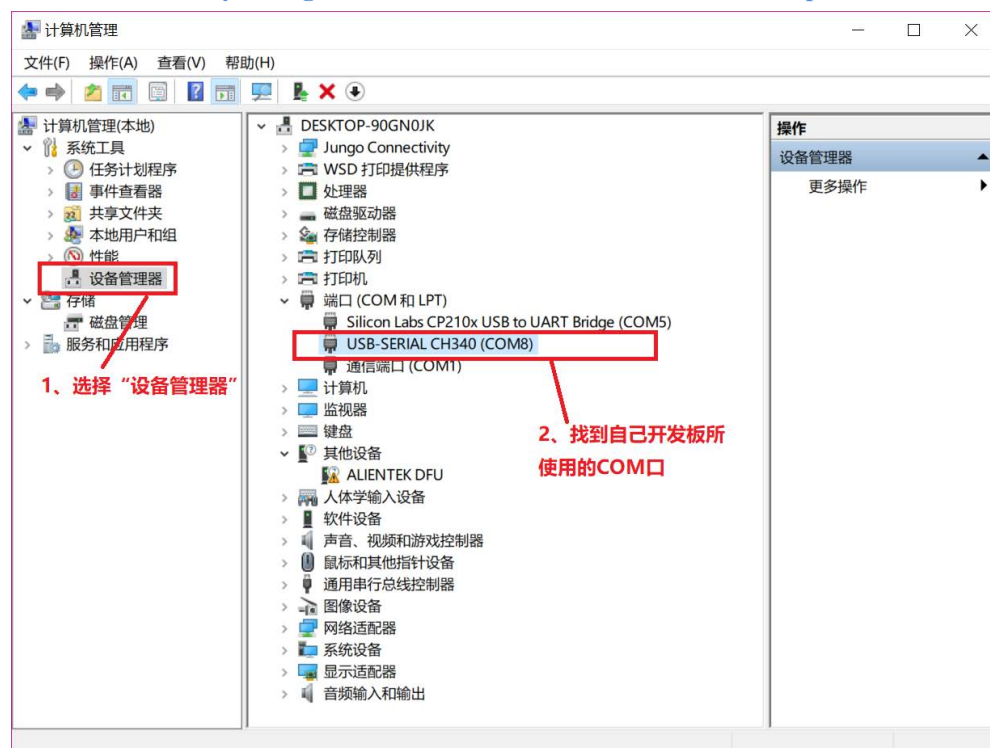 计算机管理
文件(F) 操作(A) 查看(V) 帮助(H)
计算机管理(本地)
系统工具
任务计划程序
事件查看器
共享文件夹
本地用户和组
性能
设备管理器
存储
磁盘管理
服务和应用程序
1、选择“设备管理器”
DESKTOP-90GN0JK
Jungo Connectivity
WSD 打印提供程序
处理器
磁盘驱动器
存储控制器
打印队列
打印机
端口 (COM 和 LPT)
Silicon Labs CP210x USB to UART Bridge (COM5)
USB-SERIAL CH340 (COM8)
通信端口 (COM1)
计算机
监视器
键盘
其他设备
ALIENTEK DFU
人体学输入设备
软件设备
声音、视频和游戏控制器
鼠标和其他指针设备
通用串行总线控制器
图像设备
网络适配器
系统设备
显示适配器
音频输入和输出
2、找到自己开发板所
使用的COM口
操作
设备管理器
更多操作